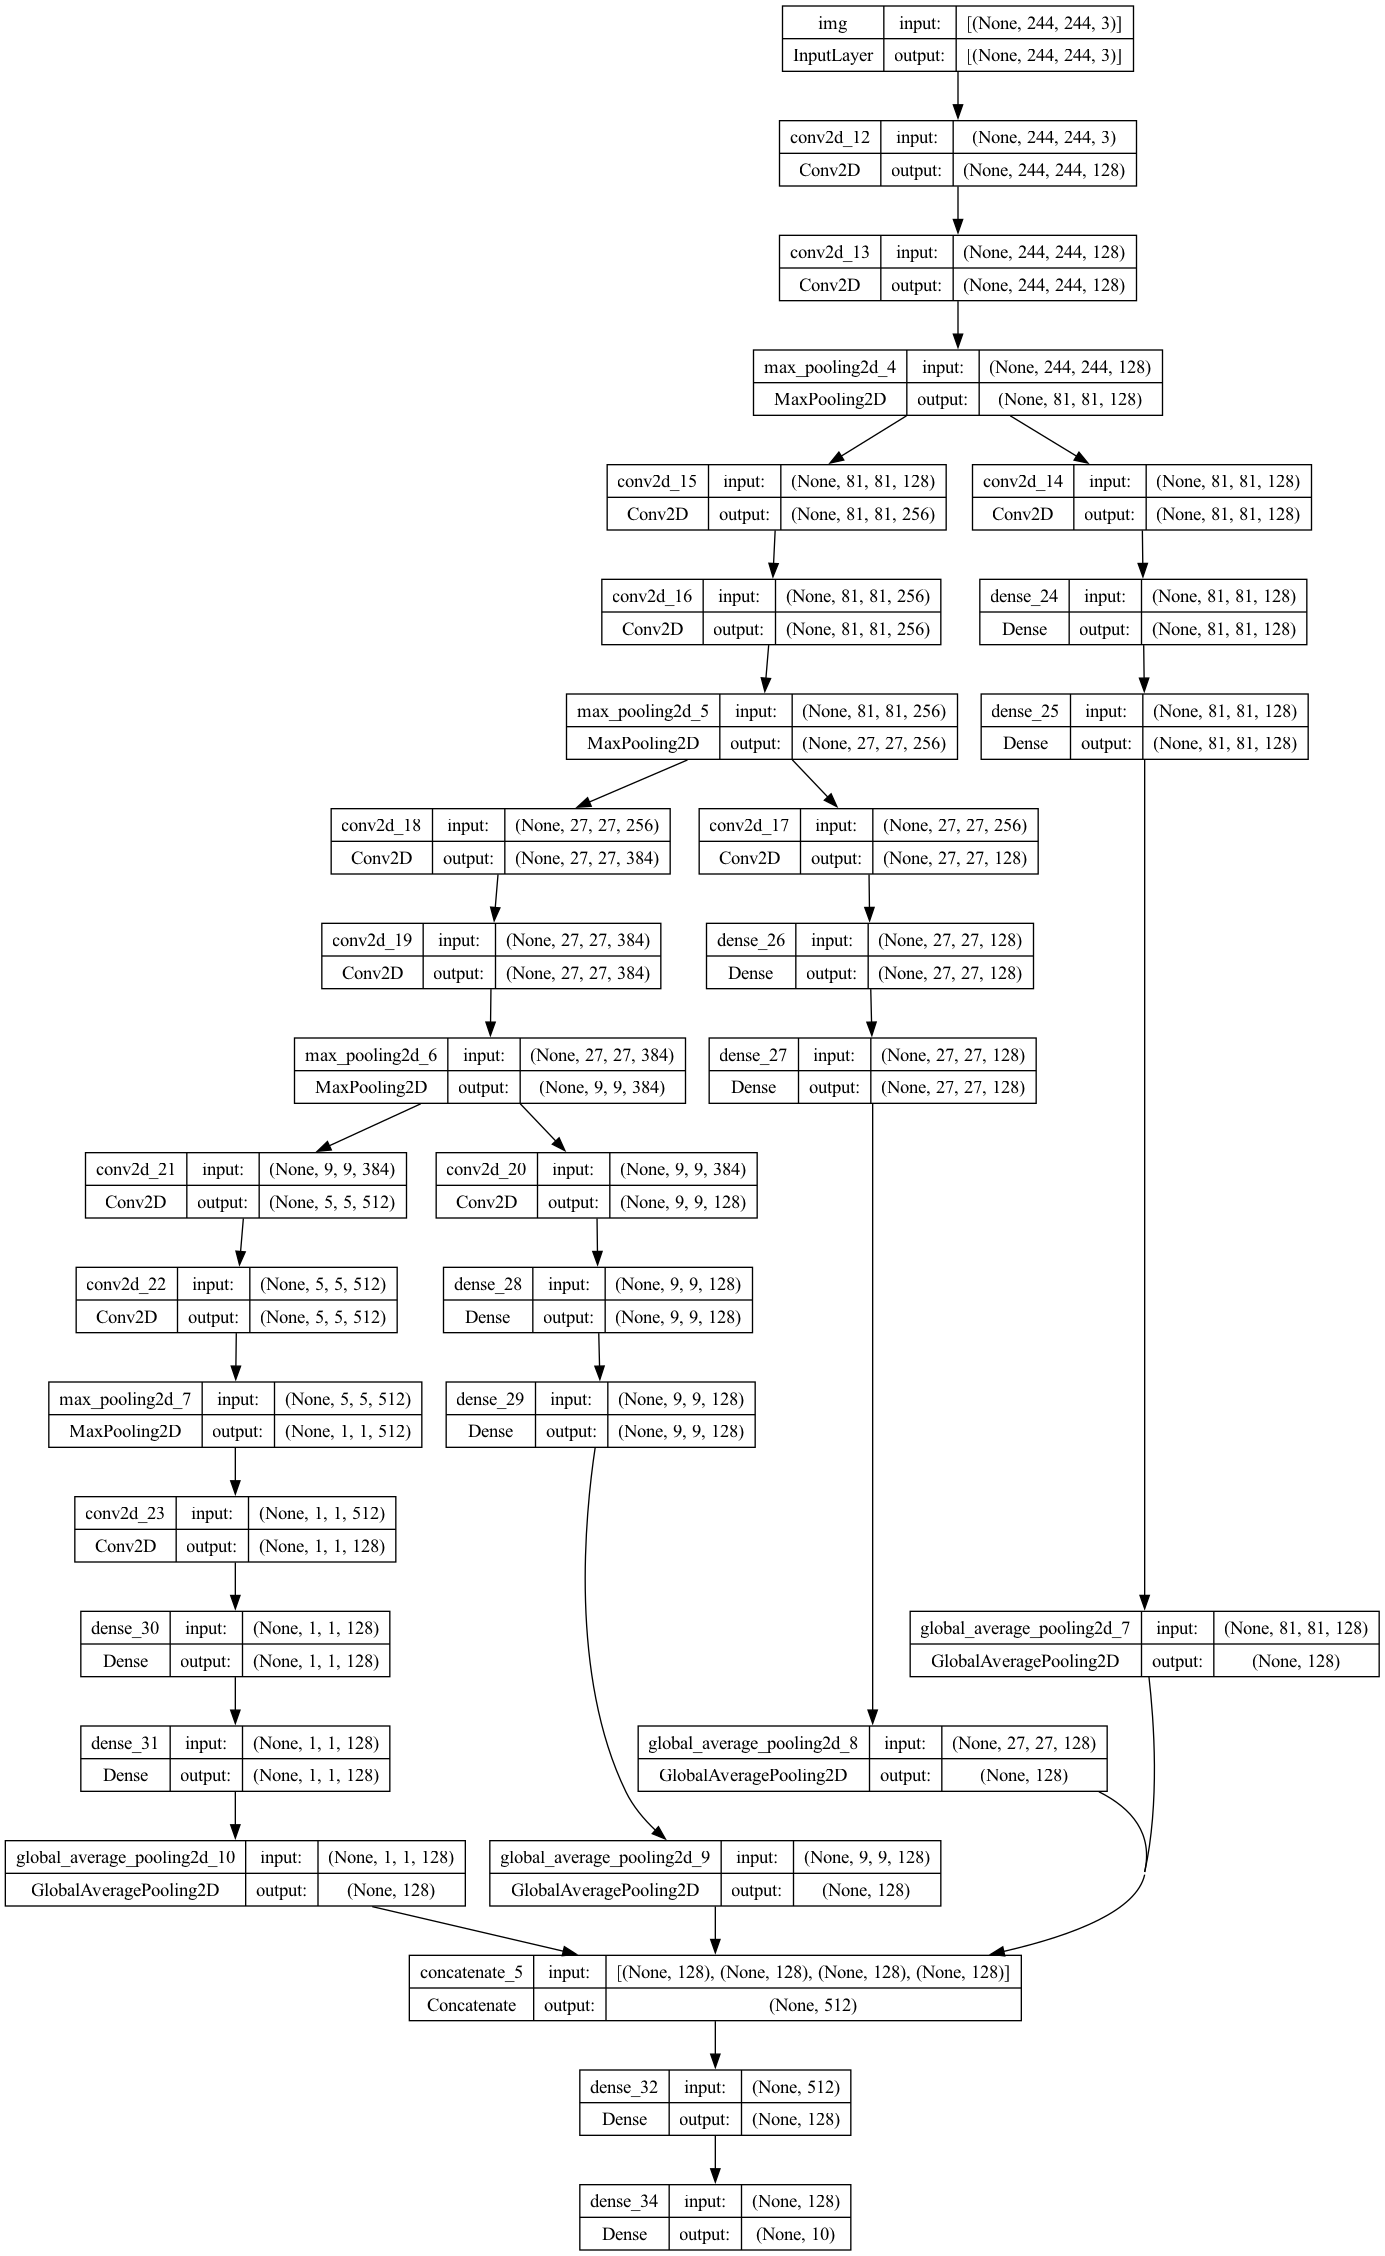 img input: [(None, 244, 244, 3)]
InputLayer output: [(None, 244, 244, 3)]
conv2d_12 input: (None, 244, 244, 3)
Conv2D output: (None, 244, 244, 128)
conv2d_13 input: (None, 244, 244, 128)
Conv2D output: (None, 244, 244, 128)
max_pooling2d_4 input: (None, 244, 244, 128)
MaxPooling2D output: (None, 81, 81, 128)
conv2d_15 input: (None, 81, 81, 128)
Conv2D output: (None, 81, 81, 256)
conv2d_14 input: (None, 81, 81, 128)
Conv2D output: (None, 81, 81, 128)
conv2d_16 input: (None, 81, 81, 256)
Conv2D output: (None, 81, 81, 256)
dense_24 input: (None, 81, 81, 128)
Dense output: (None, 81, 81, 128)
max_pooling2d_5 input: (None, 81, 81, 256)
MaxPooling2D output: (None, 27, 27, 256)
dense_25 input: (None, 81, 81, 128)
Dense output: (None, 81, 81, 128)
conv2d_18 input: (None, 27, 27, 256)
Conv2D output: (None, 27, 27, 384)
conv2d_17 input: (None, 27, 27, 256)
Conv2D output: (None, 27, 27, 128)
conv2d_19 input: (None, 27, 27, 384)
Conv2D output: (None, 27, 27, 384)
dense_26 input: (None, 27, 27, 128)
Dense output: (None, 27, 27, 128)
max_pooling2d_6 input: (None, 27, 27, 384)
MaxPooling2D output: (None, 9, 9, 384)
dense_27 input: (None, 27, 27, 128)
Dense output: (None, 27, 27, 128)
conv2d_21 input: (None, 9, 9, 384)
Conv2D output: (None, 5, 5, 512)
conv2d_20 input: (None, 9, 9, 384)
Conv2D output: (None, 9, 9, 128)
conv2d_22 input: (None, 5, 5, 512)
Conv2D output: (None, 5, 5, 512)
dense_28 input: (None, 9, 9, 128)
Dense output: (None, 9, 9, 128)
max_pooling2d_7 input: (None, 5, 5, 512)
MaxPooling2D output: (None, 1, 1, 512)
dense_29 input: (None, 9, 9, 128)
Dense output: (None, 9, 9, 128)
conv2d_23 input: (None, 1, 1, 512)
Conv2D output: (None, 1, 1, 128)
dense_30 input: (None, 1, 1, 128)
Dense output: (None, 1, 1, 128)
global_average_pooling2d_7 input: (None, 81, 81, 128)
GlobalAveragePooling2D output: (None, 128)
dense_31 input: (None, 1, 1, 128)
Dense output: (None, 1, 1, 128)
global_average_pooling2d_8 input: (None, 27, 27, 128)
GlobalAveragePooling2D output: (None, 128)
global_average_pooling2d_10 input: (None, 1, 1, 128)
GlobalAveragePooling2D output: (None, 128)
global_average_pooling2d_9 input: (None, 9, 9, 128)
GlobalAveragePooling2D output: (None, 128)
concatenate_5 input: [(None, 128), (None, 128), (None, 128), (None, 128)]
Concatenate output: (None, 512)
dense_32 input: (None, 512)
Dense output: (None, 128)
dense_34 input: (None, 128)
Dense output: (None, 10)